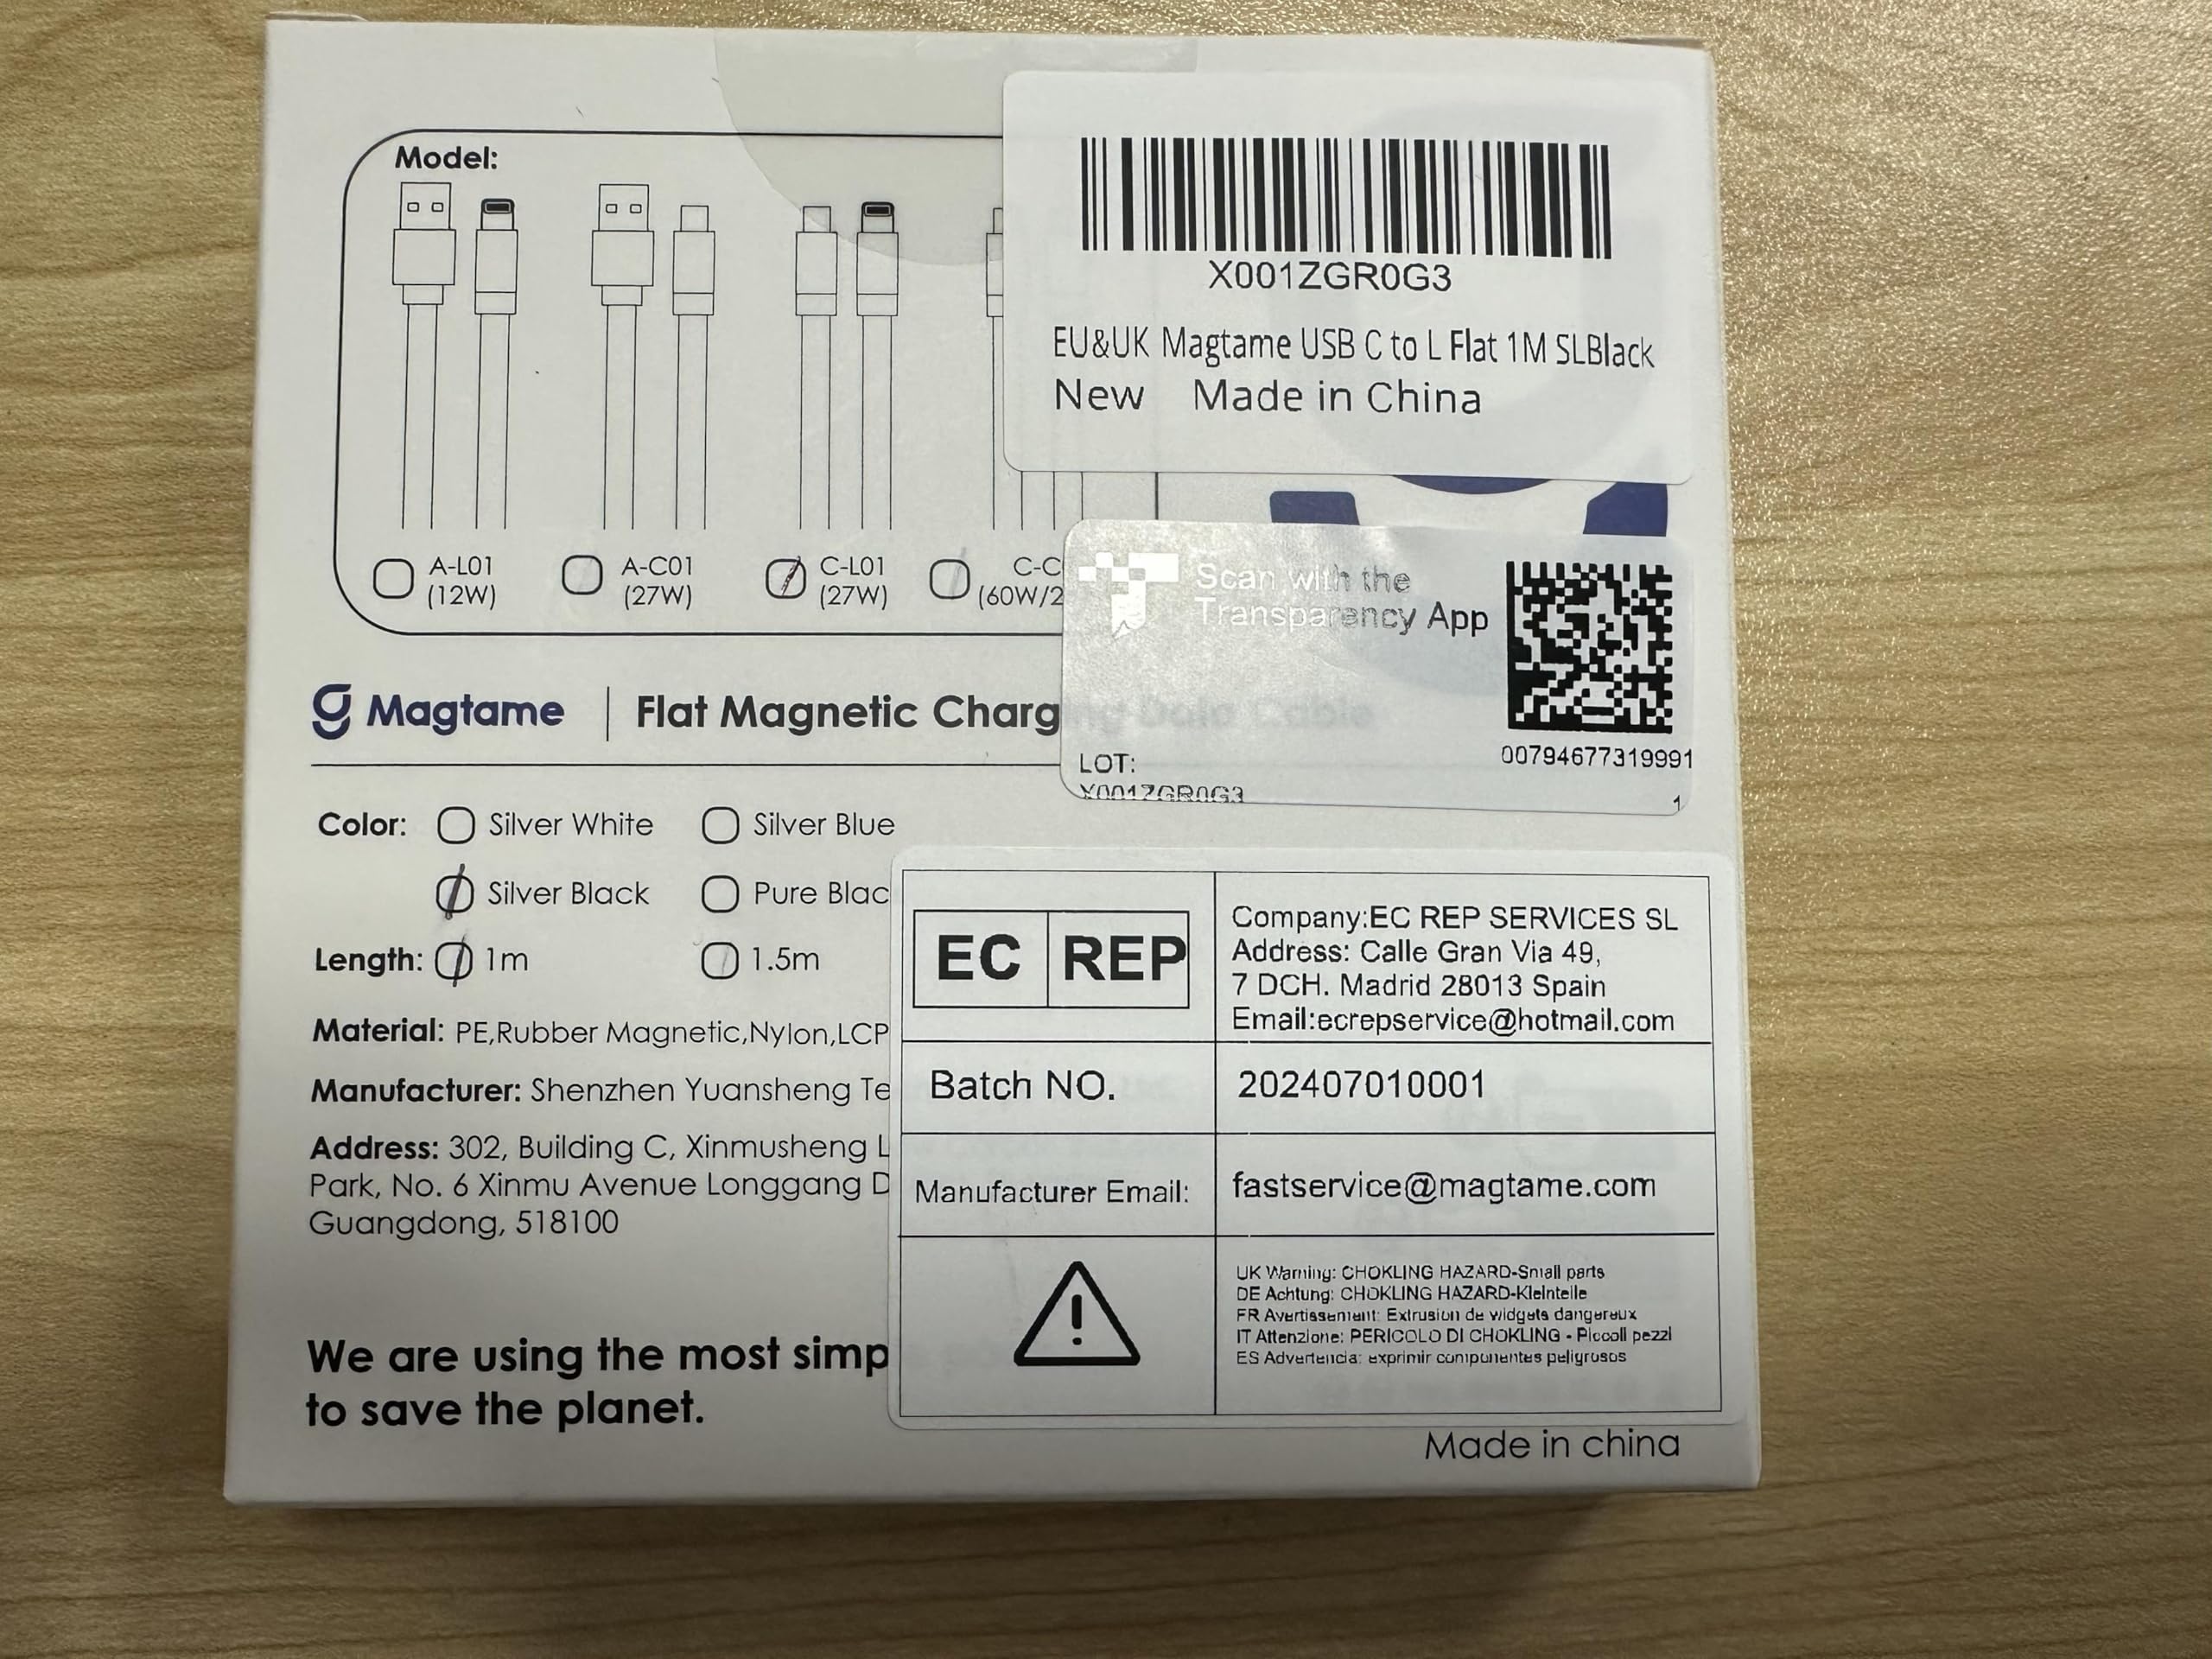 Model:
A-L01
(12W)
A-C01
(27W)
C-L01
(27W)
C-C
(60W/2
X001ZGR0G3
EU&UK Magtame USB C to L Flat 1M SLBlack
New Made in China
Scan with the
Transparency App
00794677319991
LOT:
X001ZGR0G3
1
Magtame | Flat Magnetic Charging Data Cable
Color: Silver White Silver Blue
Silver Black Pure Blac
Length: 1m 1.5m
Material: PE,Rubber Magnetic,Nylon,LCP
Manufacturer: Shenzhen Yuansheng Te
Address: 302, Building C, Xinmusheng L
Park, No. 6 Xinmu Avenue Longgang D
Guangdong, 518100
We are using the most simp
to save the planet.
EC REP
Company:EC REP SERVICES SL
Address: Calle Gran Via 49,
7 DCH. Madrid 28013 Spain
Email:ecrepservice@hotmail.com
Batch NO. 202407010001
Manufacturer Email: fastservice@magtame.com
UK Warning: CHOKLING HAZARD-Small parts
DE Achtung: CHOKLING HAZARD-Kleinteile
FR Avertissement: Extrusion de widgets dangereux
IT Attenzione: PERICOLO DI CHOKLING - Piccoli pezzi
ES Advertencia: exprimir componentes peligrosos
Made in china